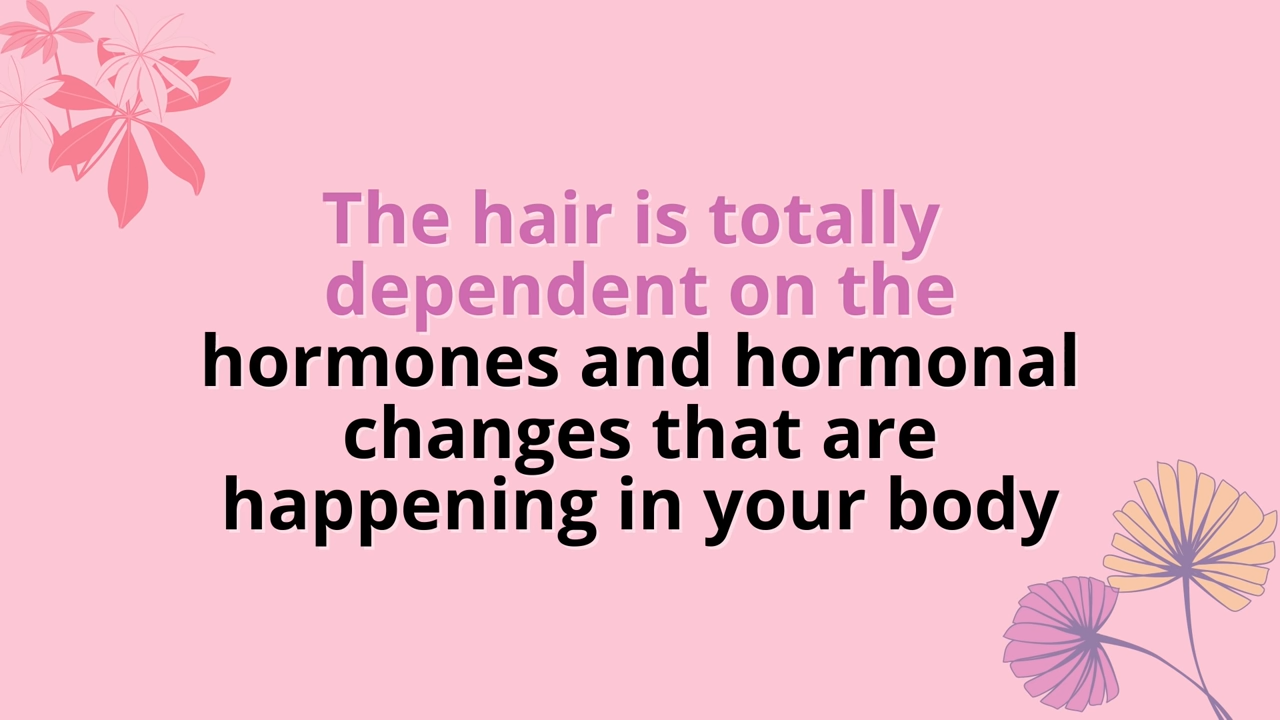 The hair is totally
dependent on the
hormones and hormonal
changes that are
happening in your body